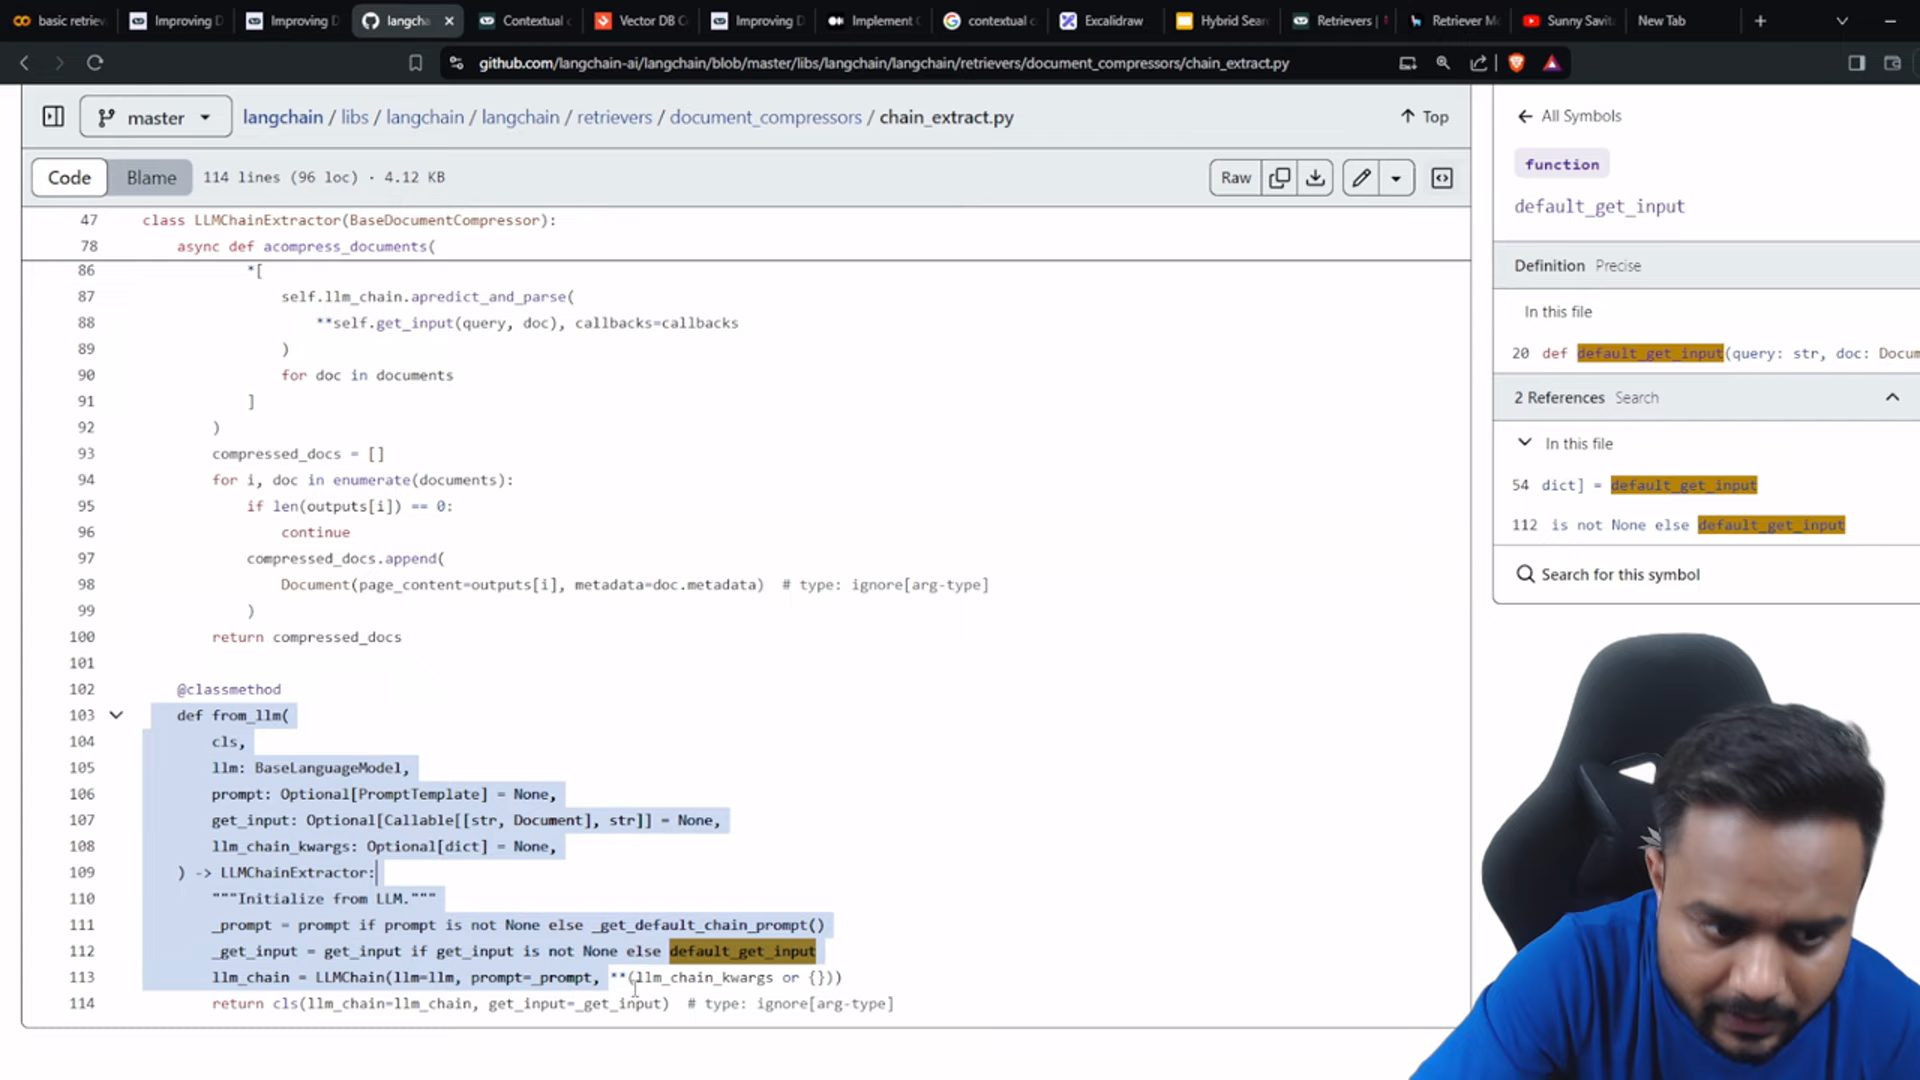 basic retriev
Improving D
Improving D
langcha
Contextual c
Vector DB C
Improving D
Implement C
contextual c
Excalidraw
Hybrid Sear
Retrievers |
Retriever M
Sunny Savit
New Tab
github.com/langchain-ai/langchain/blob/master/libs/langchain/langchain/retrievers/document_compressors/chain_extract.py
master
langchain / libs / langchain / langchain / retrievers / document_compressors / chain_extract.py
Top
Code
Blame
114 lines (96 loc) · 4.12 KB
Raw
47 class LLMChainExtractor(BaseDocumentCompressor):
78 async def acompress_documents(
86 *[
87 self.llm_chain.apredict_and_parse(
88 **self.get_input(query, doc), callbacks=callbacks
89 )
90 for doc in documents
91 ]
92 )
93 compressed_docs = []
94 for i, doc in enumerate(documents):
95 if len(outputs[i]) == 0:
96 continue
97 compressed_docs.append(
98 Document(page_content=outputs[i], metadata=doc.metadata)  # type: ignore[arg-type]
99 )
100 return compressed_docs
101
102 @classmethod
103 def from_llm(
104 cls,
105 llm: BaseLanguageModel,
106 prompt: Optional[PromptTemplate] = None,
107 get_input: Optional[Callable[[str, Document], str]] = None,
108 llm_chain_kwargs: Optional[dict] = None,
109 ) -> LLMChainExtractor:
110 """Initialize from LLM."""
111 _prompt = prompt if prompt is not None else _get_default_chain_prompt()
112 _get_input = get_input if get_input is not None else default_get_input
113 llm_chain = LLMChain(llm=llm, prompt=_prompt, **(llm_chain_kwargs or {}))
114 return cls(llm_chain=llm_chain, get_input=_get_input)  # type: ignore[arg-type]
All Symbols
function
default_get_input
Definition Precise
In this file
20 def default_get_input(query: str, doc: Docum
2 References Search
In this file
54 dict] = default_get_input
112 is not None else default_get_input
Search for this symbol